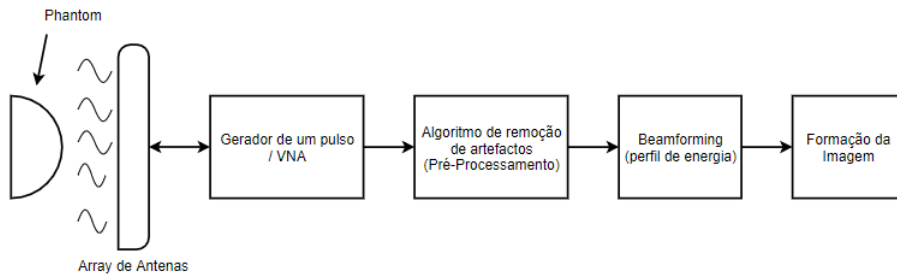 Phantom
Gerador de um pulso
/ VNA
Algoritmo de remoção
de artefactos
(Pré-Processamento)
Beamforming
(perfil de energia)
Formação da
Imagem
Array de Antenas